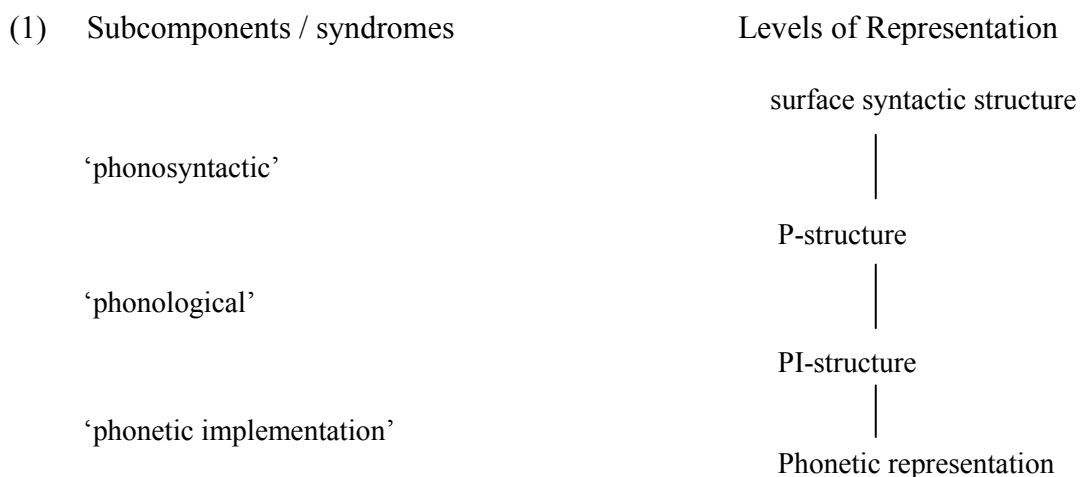 (1) Subcomponents / syndromes Levels of Representation
surface syntactic structure
‘phonosyntactic’
P-structure
‘phonological’
PI-structure
‘phonetic implementation’
Phonetic representation